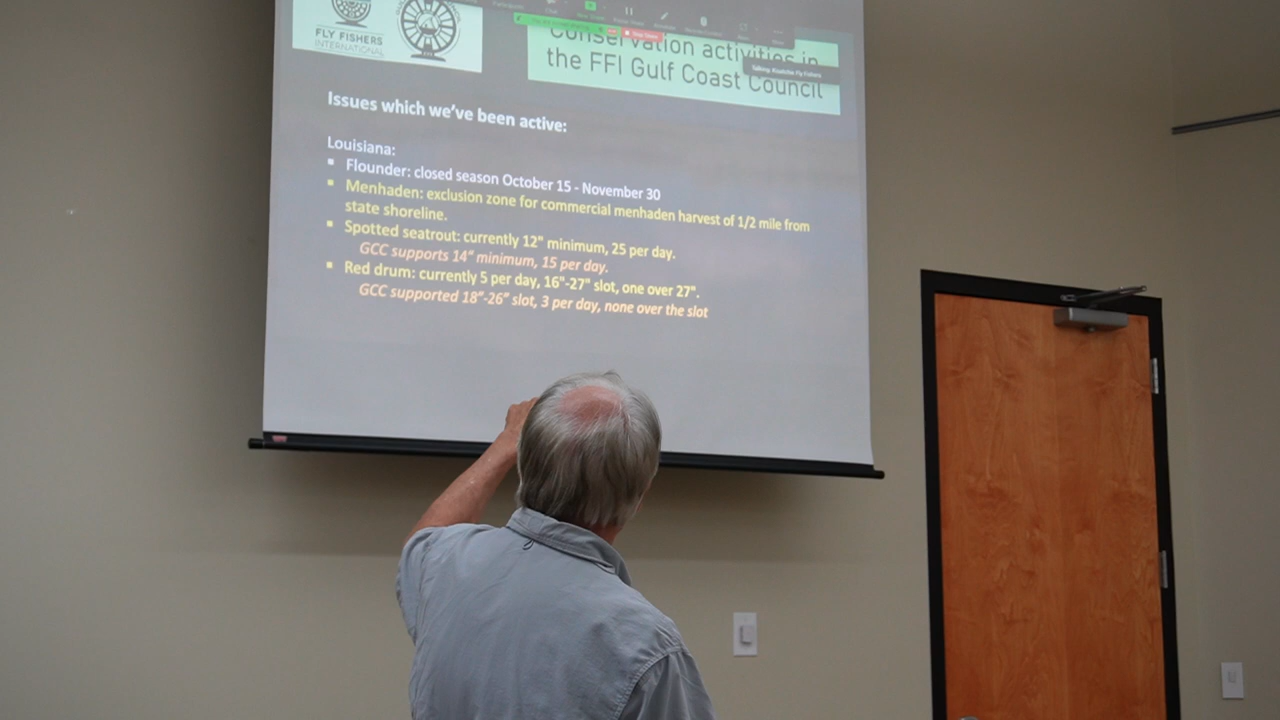 FLY FISHERS
INTERNATIONAL
Conservation activities in
the FFI Gulf Coast Council
Issues which we've been active:
Louisiana:
▪ Flounder: closed season October 15 - November 30
▪ Menhaden: exclusion zone for commercial menhaden harvest of 1/2 mile from
state shoreline.
▪ Spotted seatrout: currently 12" minimum, 25 per day.
GCC supports 14" minimum, 15 per day.
▪ Red drum: currently 5 per day, 16"-27" slot, one over 27".
GCC supported 18"-26" slot, 3 per day, none over the slot